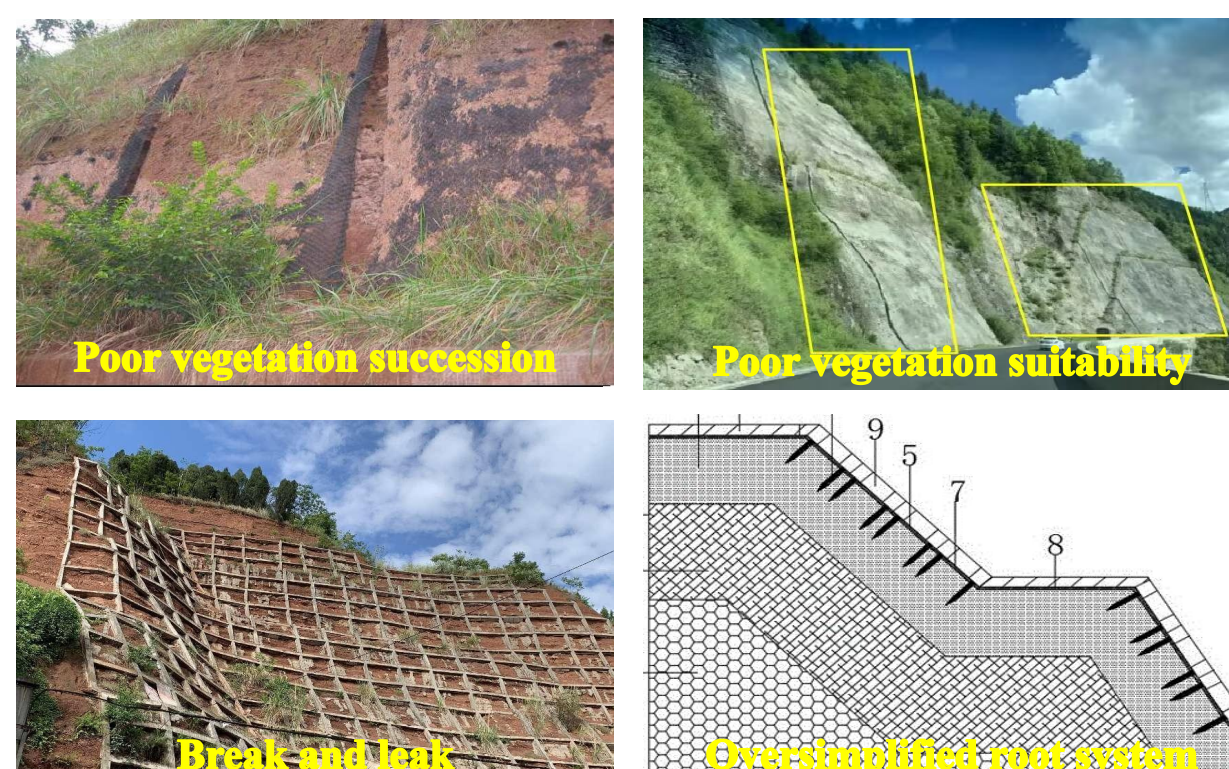 Poor vegetation succession
Poor vegetation suitability
Break and leak
9
5
7
8
Oversimplified root system